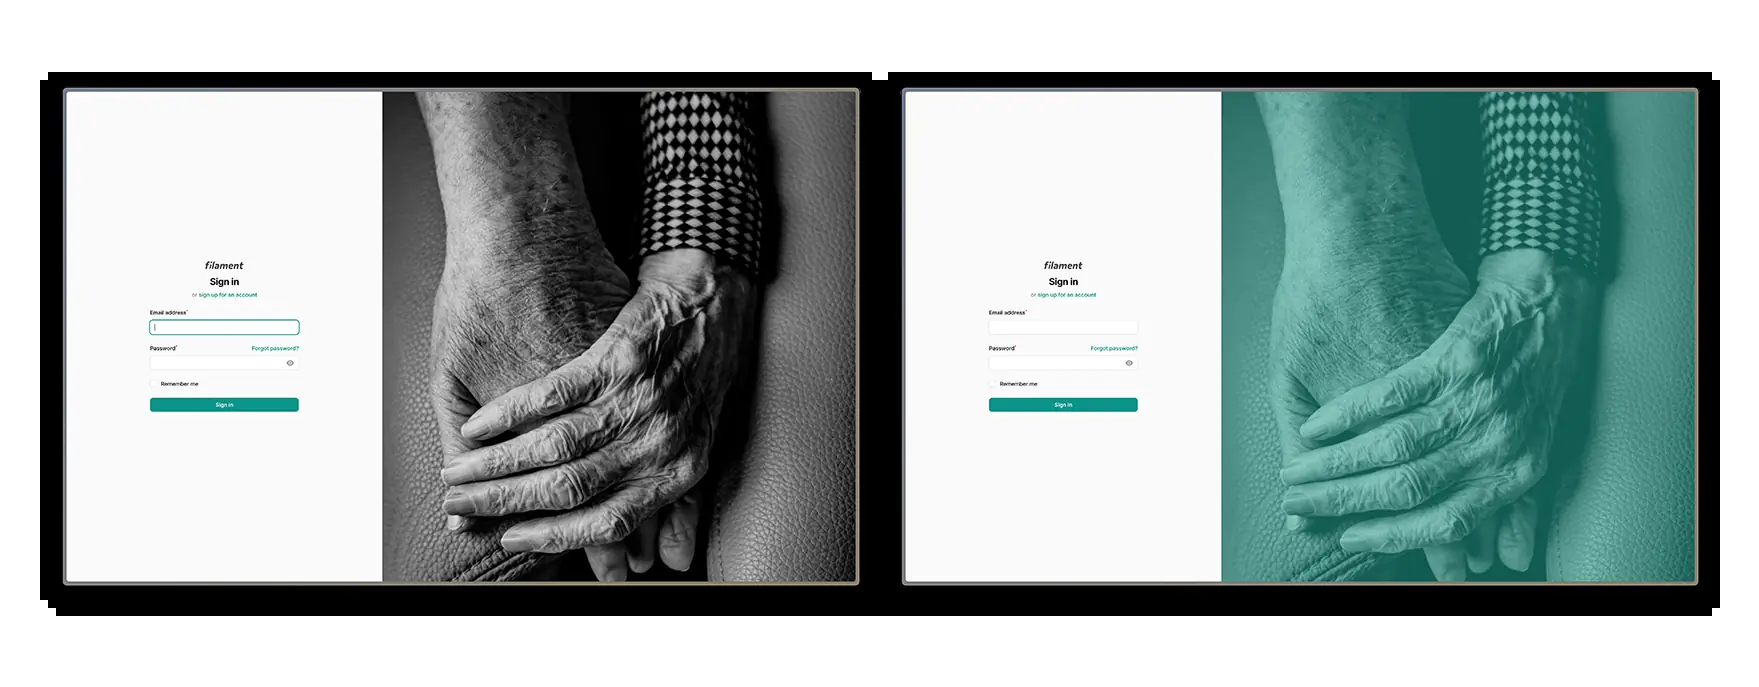 filament
Sign in
or sign up for an account
Email address*
Password*
Forgot password?
Remember me
Sign in
filament
Sign in
or sign up for an account
Email address*
Password*
Forgot password?
Remember me
Sign in